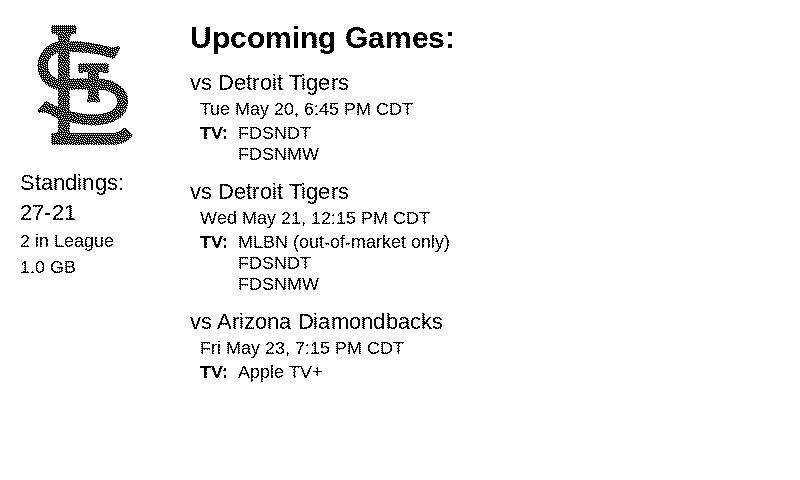 STL
Standings:
27-21
2 in League
1.0 GB
Upcoming Games:
vs Detroit Tigers
Tue May 20, 6:45 PM CDT
TV: FDSNDT
FDSNMW
vs Detroit Tigers
Wed May 21, 12:15 PM CDT
TV: MLBN (out-of-market only)
FDSNDT
FDSNMW
vs Arizona Diamondbacks
Fri May 23, 7:15 PM CDT
TV: Apple TV+